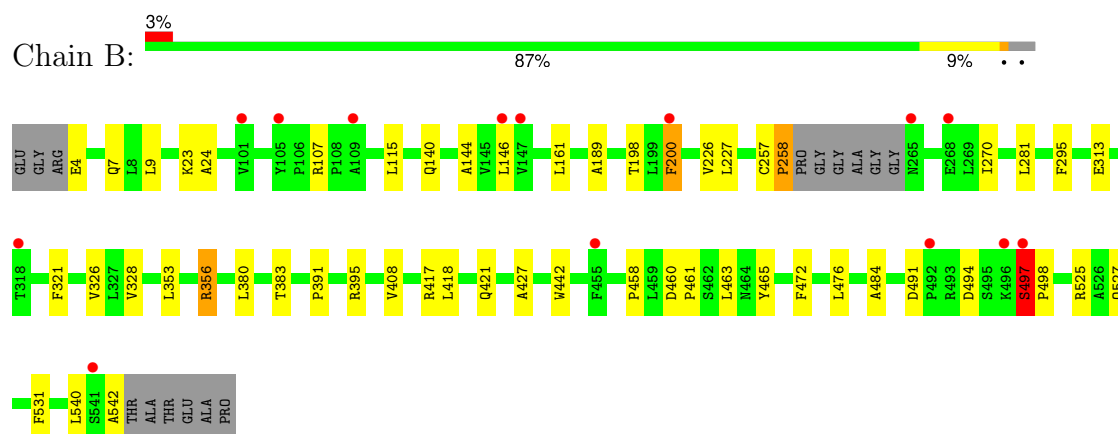 3%
Chain B:
87% 9% • •
GLU GLY ARG E4 Q7 L8 L9 K23 A24 V101 Y105 P106 R107 P108 A109 L115 Q140 A144 V145 L146 V147 L161 A189 T198 L199 F200 V226 L227 C257 P258 PRO GLY GLY ALA GLY GLY N265 E268 L269 I270 L281 F295 E313
T318 F321 V326 L327 V328 L353 R356 L380 T383 P391 R395 V408 R417 L418 Q421 A427 W442 F455 P458 L459 D460 P461 S462 L463 N464 Y465 F472 L476 A484 D491 P492 R493 D494 S495 K496 S497 P498 R525 A526
F531 L540 S541 A542 THR ALA THR GLU ALA PRO